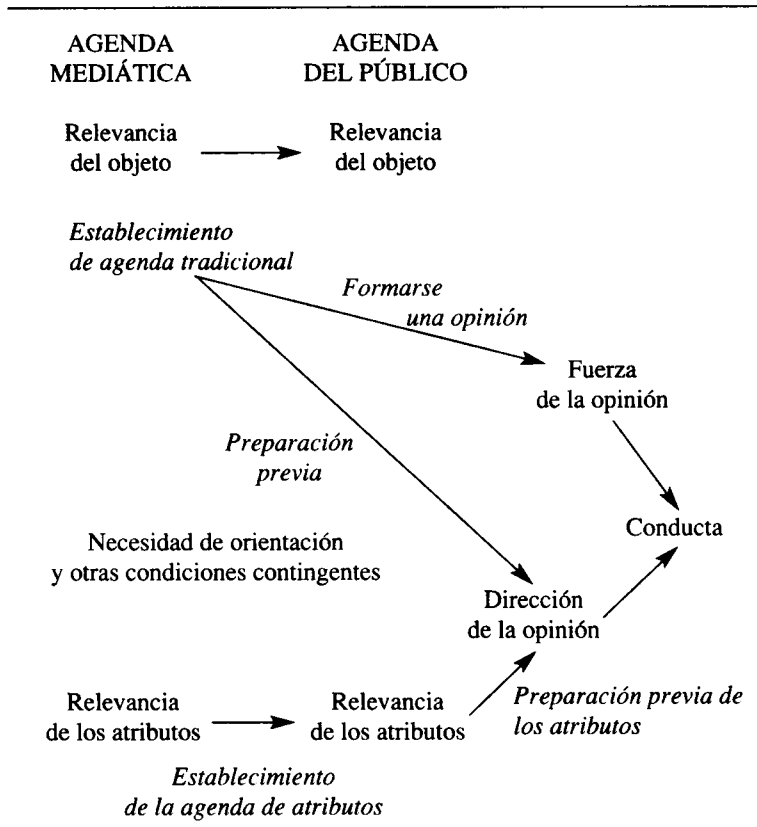 AGENDA
MEDIÁTICA
AGENDA
DEL PÚBLICO
Relevancia
del objeto
Relevancia
del objeto
Establecimiento
de agenda tradicional
Formarse
una opinión
Fuerza
de la opinión
Preparación
previa
Conducta
Necesidad de orientación
y otras condiciones contingentes
Dirección
de la opinión
Relevancia
de los atributos
Relevancia
de los atributos
Preparación previa de
los atributos
Establecimiento
de la agenda de atributos